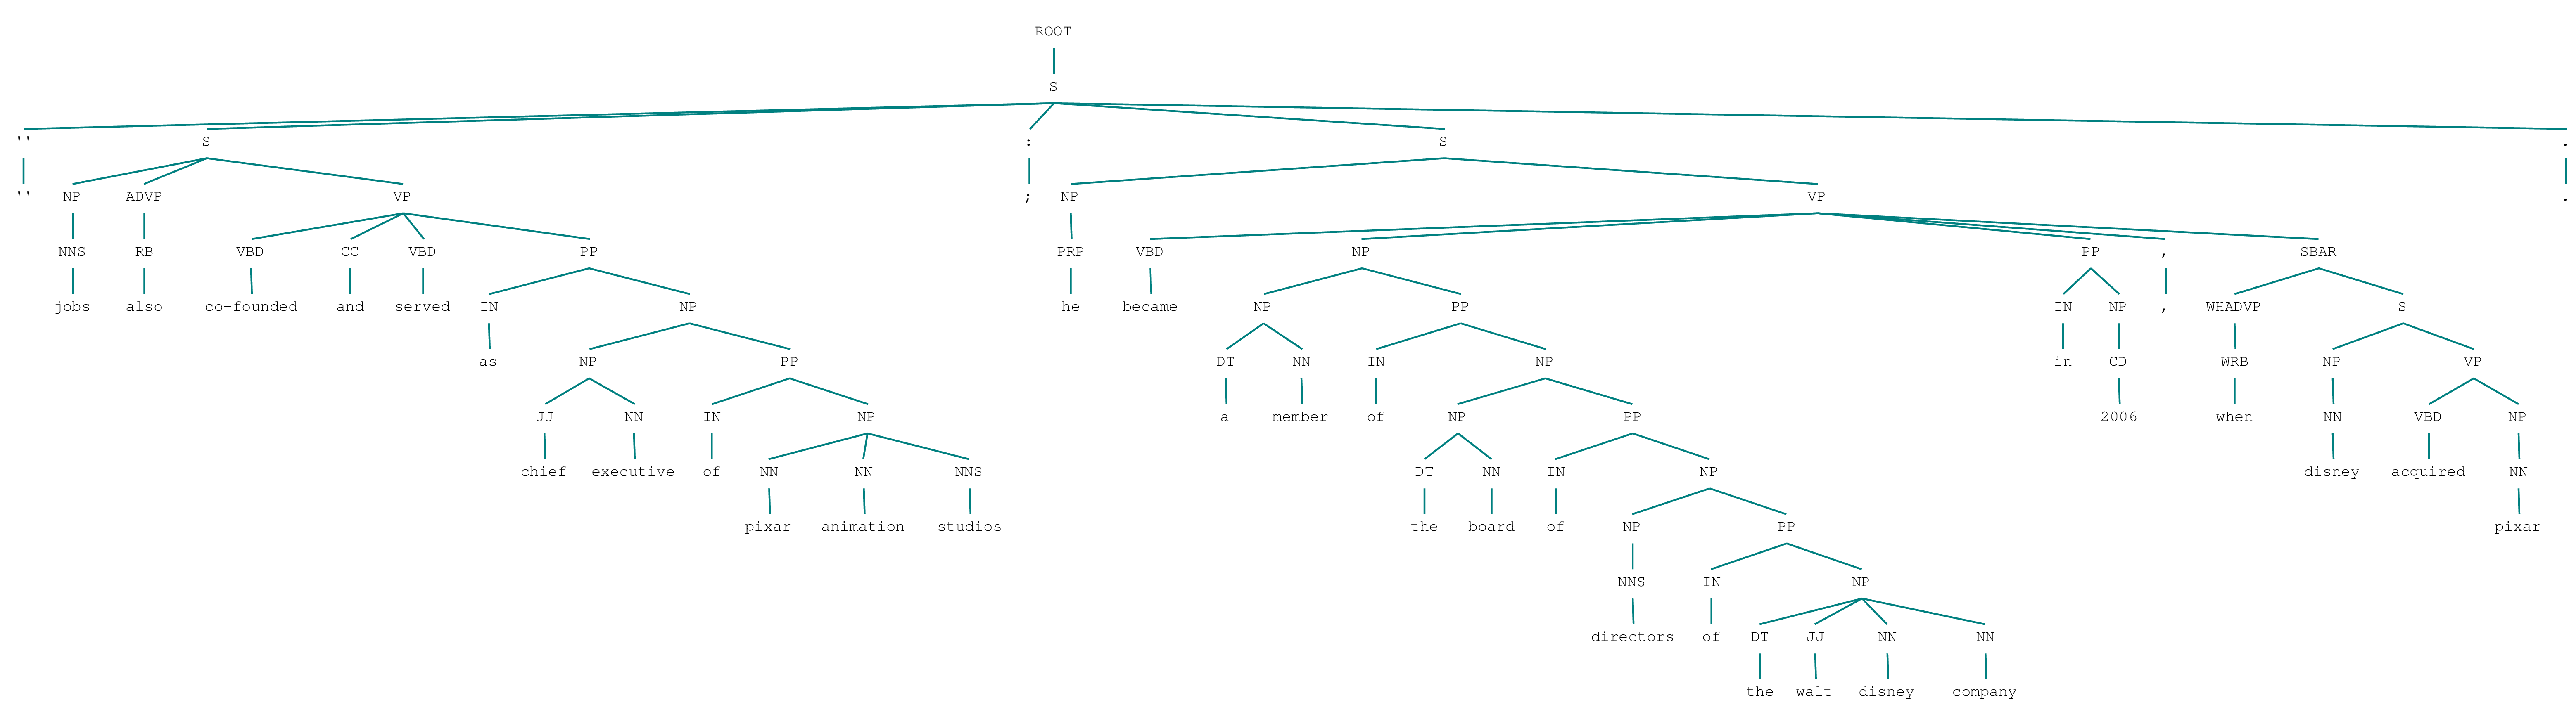 ROOT
S
'' S : S .
'' NP ADVP VP ; NP VP .
NNS RB VBD CC VBD PP PRP VBD NP PP , SBAR
jobs also co-founded and served IN NP he became NP PP IN NP , WHADVP S
as NP PP DT NN IN NP in CD WRB NP VP
JJ NN IN NP a member of NP PP 2006 when NN VBD NP
chief executive of NN NN NNS DT NN IN NP disney acquired NN
pixar animation studios the board of NP PP pixar
NNS IN NP
directors of DT JJ NN NN
the walt disney company